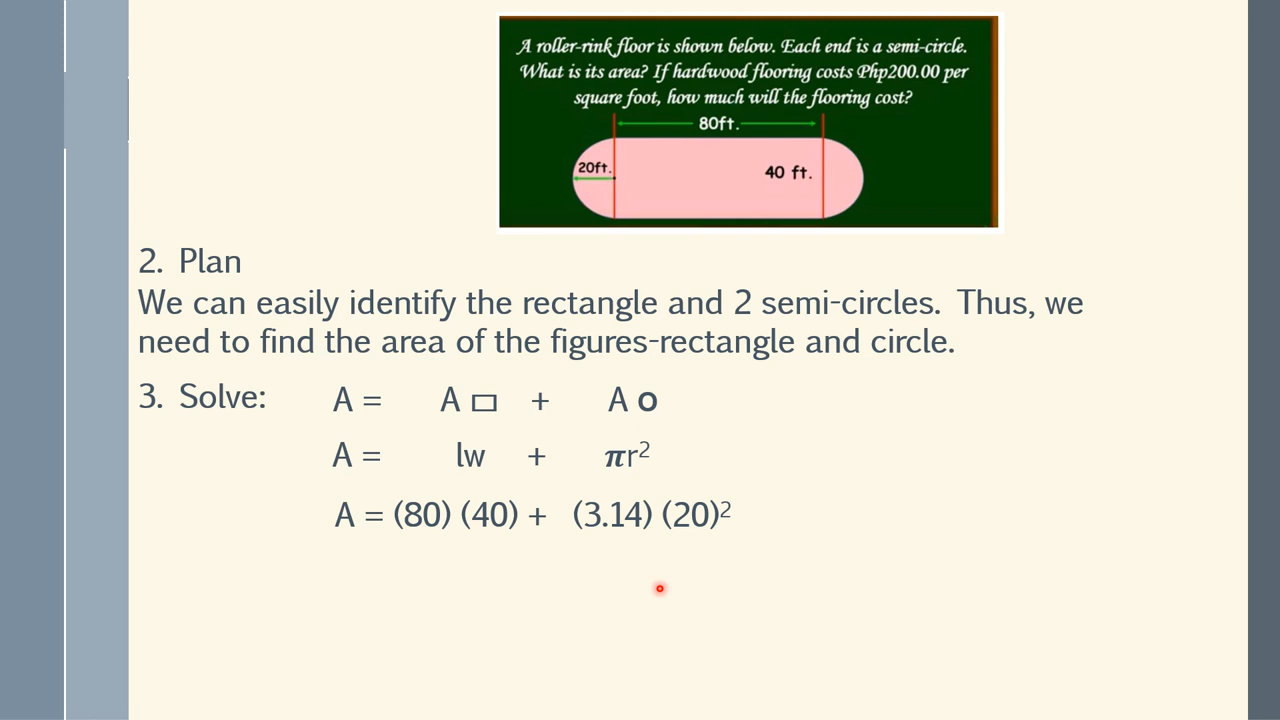 A roller-rink floor is shown below. Each end is a semi-circle.
What is its area? If hardwood flooring costs Php200.00 per
square foot, how much will the flooring cost?
80ft.
20ft.
40 ft.
2. Plan
We can easily identify the rectangle and 2 semi-circles. Thus, we
need to find the area of the figures-rectangle and circle.
3. Solve: A = A ▭ + A o
A = lw + πr²
A = (80) (40) + (3.14) (20)²